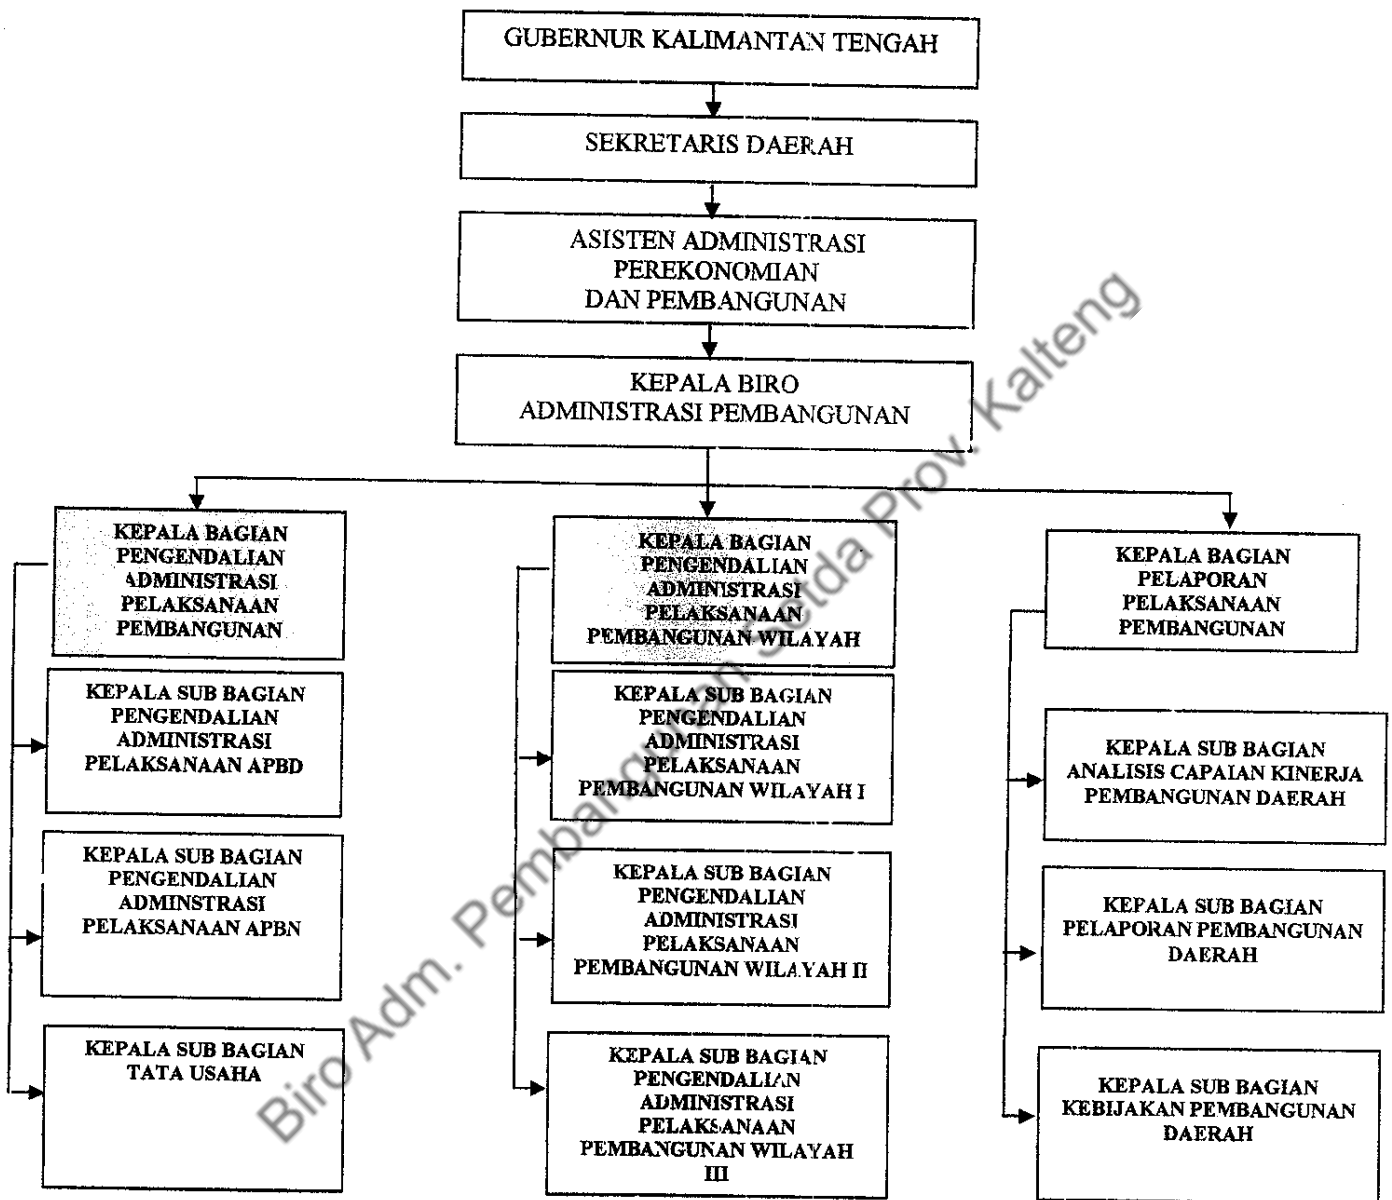 GUBERNUR KALIMANTAN TENGAH
SEKRETARIS DAERAH
ASISTEN ADMINISTRASI
PEREKONOMIAN
DAN PEMBANGUNAN
KEPALA BIRO
ADMINISTRASI PEMBANGUNAN
KEPALA BAGIAN
PENGENDALIAN
ADMINISTRASI
PELAKSANAAN
PEMBANGUNAN
KEPALA SUB BAGIAN
PENGENDALIAN
ADMINISTRASI
PELAKSANAAN APBD
KEPALA SUB BAGIAN
PENGENDALIAN
ADMINSTRASI
PELAKSANAAN APBN
KEPALA SUB BAGIAN
TATA USAHA
KEPALA BAGIAN
PENGENDALIAN
ADMINISTRASI
PELAKSANAAN
PEMBANGUNAN WILAYAH
KEPALA SUB BAGIAN
PENGENDALIAN
ADMINISTRASI
PELAKSANAAN
PEMBANGUNAN WILAYAH I
KEPALA SUB BAGIAN
PENGENDALIAN
ADMINISTRASI
PELAKSANAAN
PEMBANGUNAN WILAYAH II
KEPALA SUB BAGIAN
PENGENDALIAN
ADMINISTRASI
PELAKSANAAN
PEMBANGUNAN WILAYAH
III
KEPALA BAGIAN
PELAPORAN
PELAKSANAAN
PEMBANGUNAN
KEPALA SUB BAGIAN
ANALISIS CAPAIAN KINERJA
PEMBANGUNAN DAERAH
KEPALA SUB BAGIAN
PELAPORAN PEMBANGUNAN
DAERAH
KEPALA SUB BAGIAN
KEBIJAKAN PEMBANGUNAN
DAERAH
Biro Adm. Pembangunan Setda Prov. Kalteng